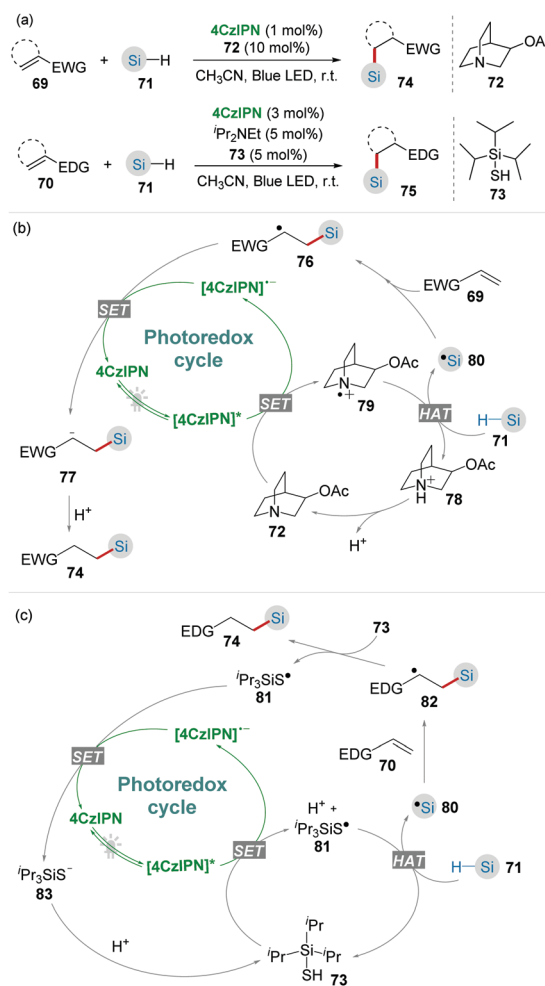 (a)
4CzIPN (1 mol%)
72 (10 mol%)
EWG + Si H
CH₃CN, Blue LED, r.t.
EWG
Si
OA
N
69 71 74 72
4CzIPN (3 mol%)
ⁱPr₂NEt (5 mol%)
73 (5 mol%)
EDG + Si H
CH₃CN, Blue LED, r.t.
EDG
Si
Si
SH
70 71 75 73
(b)
EWG Si
76
EWG
69
[4CzIPN]•−
SET
Photoredox
cycle
4CzIPN
[4CzIPN]*
SET
OAc
N
•+
79
•Si 80
HAT
H Si
71
EWG − Si
77
OAc
N
H
+
78
OAc
N
72
H⁺
H⁺
EWG Si
74
(c)
EDG Si
74
73
ⁱPr₃SiS•
81
EDG Si
82
[4CzIPN]•−
SET
EDG
70
Photoredox
cycle
4CzIPN
[4CzIPN]*
SET
H⁺ +
ⁱPr₃SiS•
81
•Si 80
HAT
H Si
71
ⁱPr₃SiS⁻
83
H⁺
iPr
iPr Si iPr
SH
73